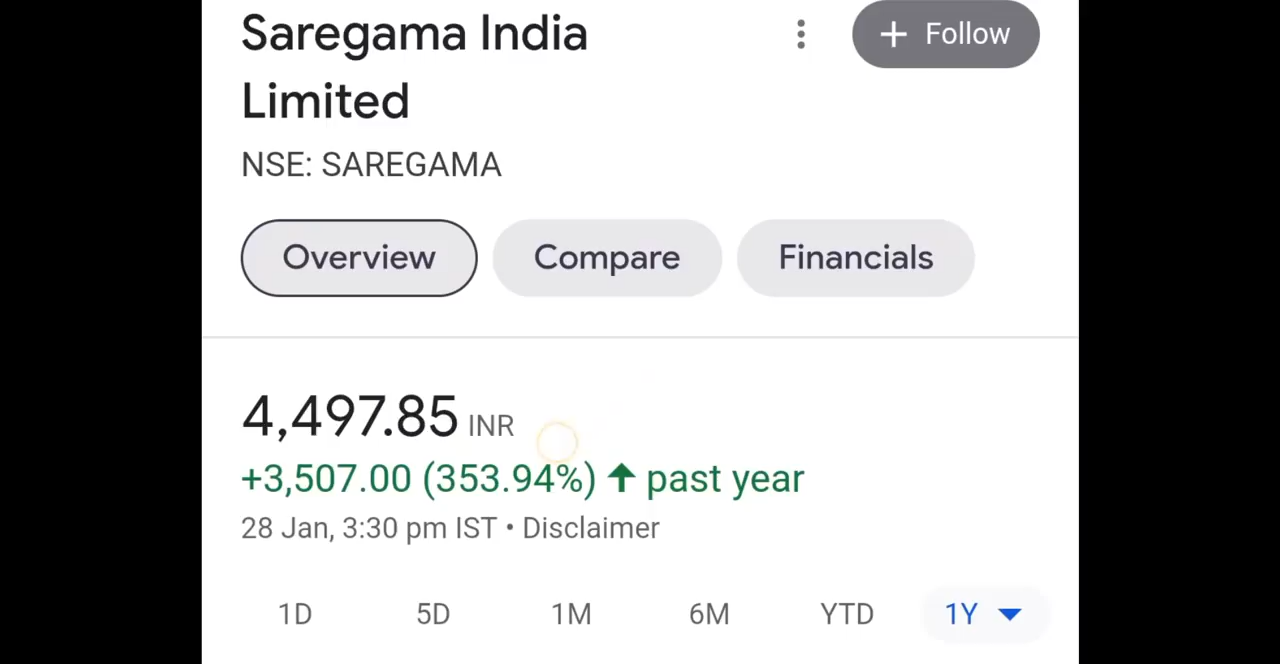 Saregama India
Limited
+ Follow
NSE: SAREGAMA
Overview Compare Financials
4,497.85 INR
+3,507.00 (353.94%) ↑ past year
28 Jan, 3:30 pm IST • Disclaimer
1D 5D 1M 6M YTD 1Y